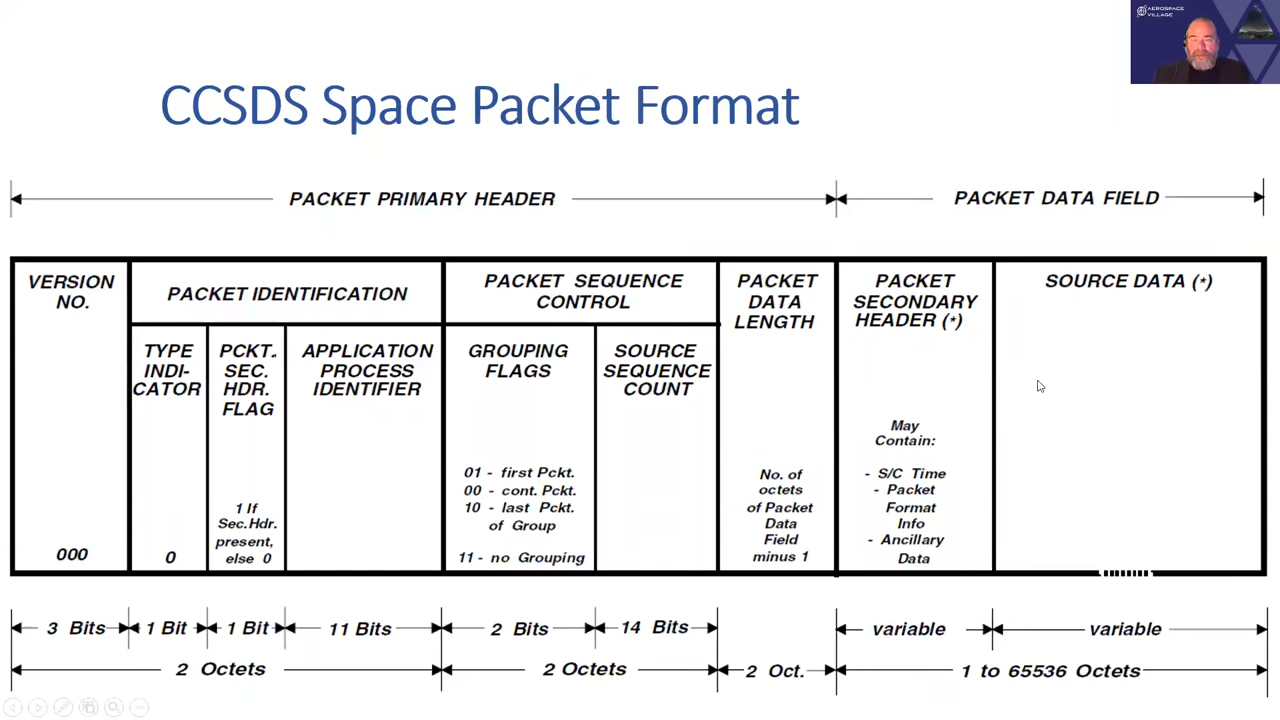 AEROSPACE
VILLAGE
CCSDS Space Packet Format
PACKET PRIMARY HEADER
PACKET DATA FIELD
VERSION
NO.
000
PACKET IDENTIFICATION
TYPE
INDI-
CATOR
0
PCKT.
SEC.
HDR.
FLAG
1 If
Sec.Hdr.
present,
else 0
APPLICATION
PROCESS
IDENTIFIER
PACKET SEQUENCE
CONTROL
GROUPING
FLAGS
01 - first Pckt.
00 - cont. Pckt.
10 - last Pckt.
of Group
11 - no Grouping
SOURCE
SEQUENCE
COUNT
PACKET
DATA
LENGTH
No. of
octets
of Packet
Data
Field
minus 1
PACKET
SECONDARY
HEADER (*)
May
Contain:
- S/C Time
- Packet
Format
Info
- Ancillary
Data
SOURCE DATA (*)
3 Bits
1 Bit
1 Bit
11 Bits
2 Bits
14 Bits
variable
variable
2 Octets
2 Octets
2 Oct.
1 to 65536 Octets